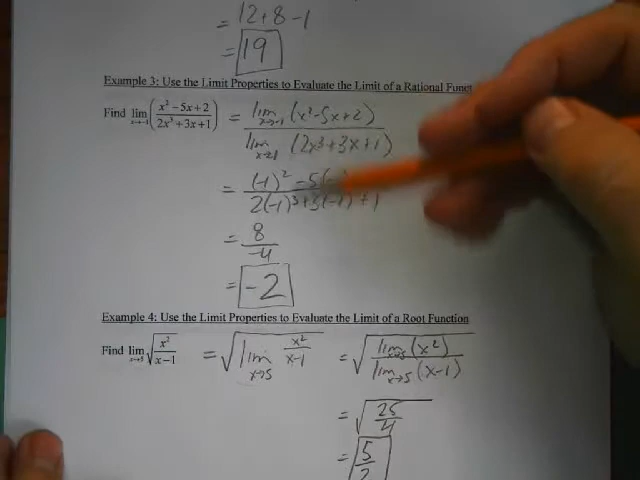 = 12 + 8 - 1
= 19
Example 3: Use the Limit Properties to Evaluate the Limit of a Rational Funct
Find lim x→-1 (x² - 5x + 2 / 2x³ + 3x + 1) = lim x→-1 (x² - 5x + 2) / lim (2x³ + 3x + 1)
= (-1)² - 5(- / 2(-1)³ + 3(-1) + 1
= 8 / -4
= -2
Example 4: Use the Limit Properties to Evaluate the Limit of a Root Function
Find lim x→5 √(x² / x - 1) = √(lim x→5 x² / x-1) = √(lim x→5 (x²) / lim x→5 (x-1))
= √(25 / 4)
= 5 / 2